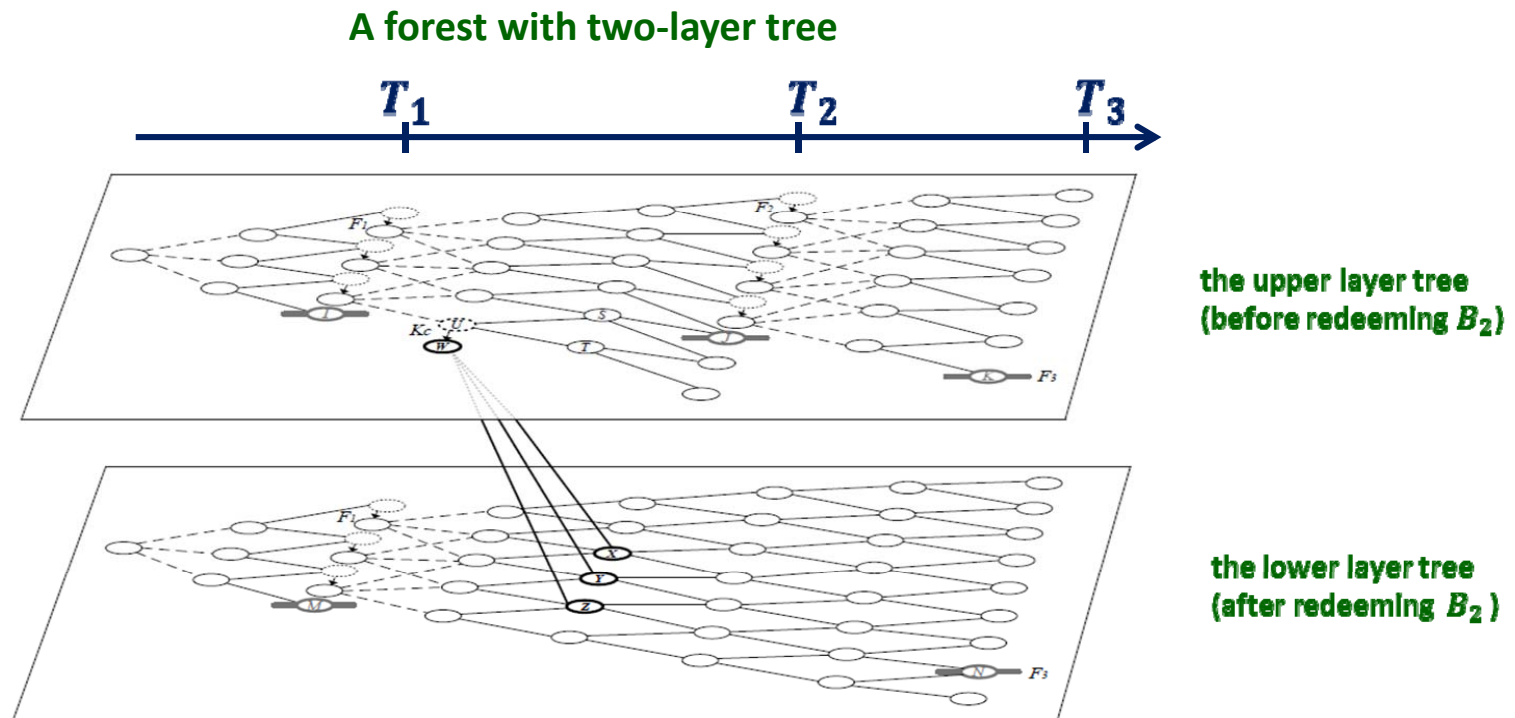 A forest with two-layer tree
T₁ T₂ T₃
F₁ F₂
I
Kc U S J
W T
K F₃
the upper layer tree
(before redeeming B₂)
F₁
X
Y
M Z
N F₃
the lower layer tree
(after redeeming B₂ )